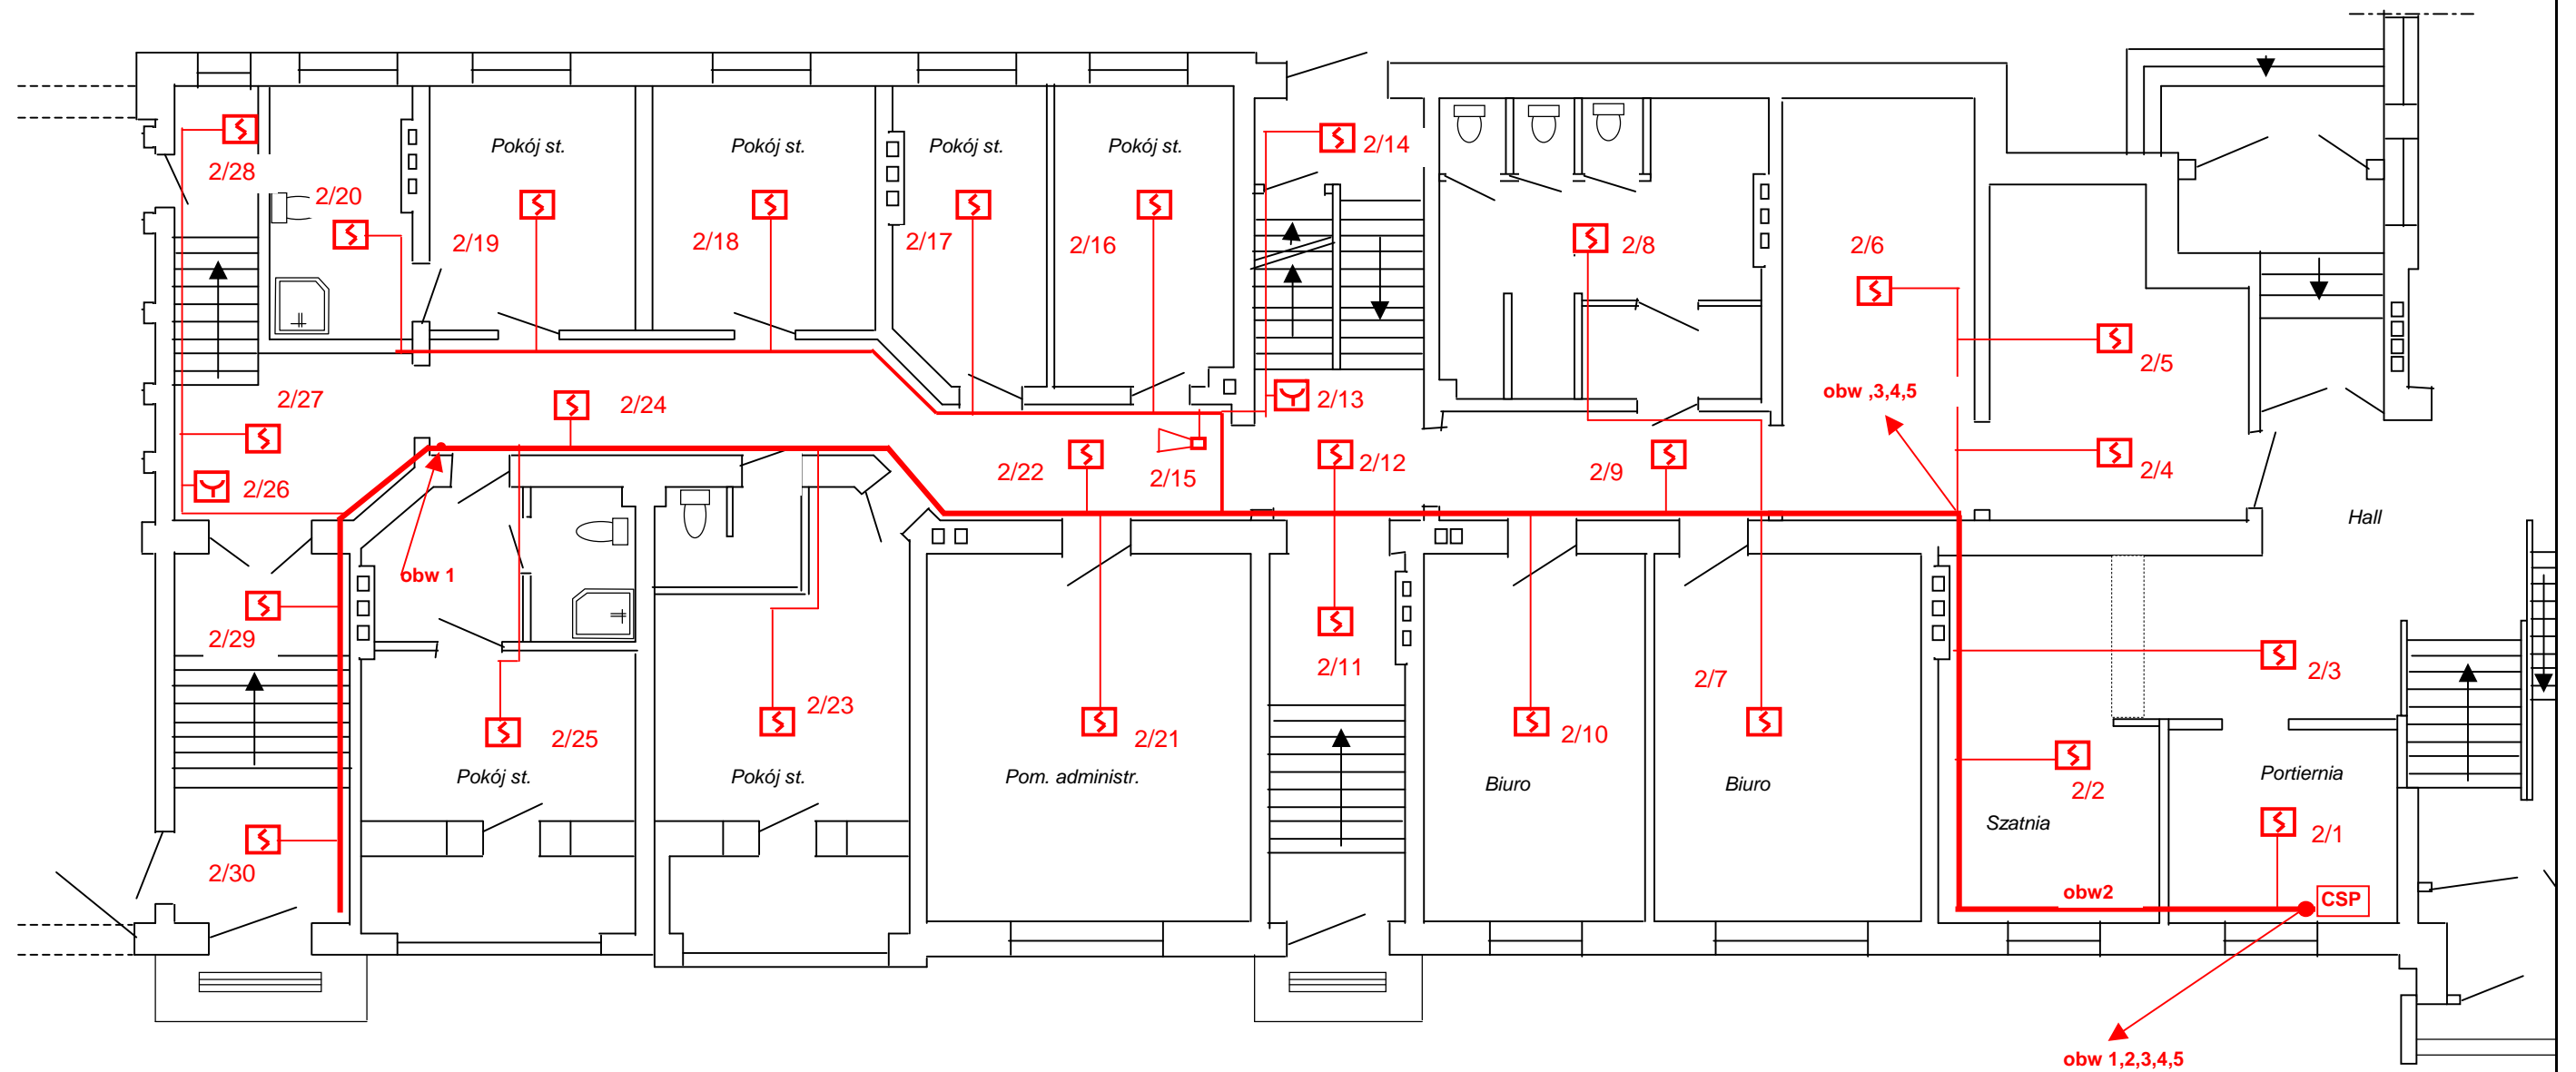 2/28
2/20
Pokój st.
Pokój st.
Pokój st.
Pokój st.
2/14
2/19
2/18
2/17
2/16
2/8
2/6
2/5
2/27
2/24
2/13
obw ,3,4,5
2/26
2/22
2/15
2/12
2/9
2/4
Hall
obw 1
2/29
2/11
2/7
2/3
2/25
2/23
2/21
2/10
Pokój st.
Pokój st.
Pom. administr.
Biuro
Biuro
2/2
Portiernia
Szatnia
2/1
2/30
obw2
CSP
obw 1,2,3,4,5